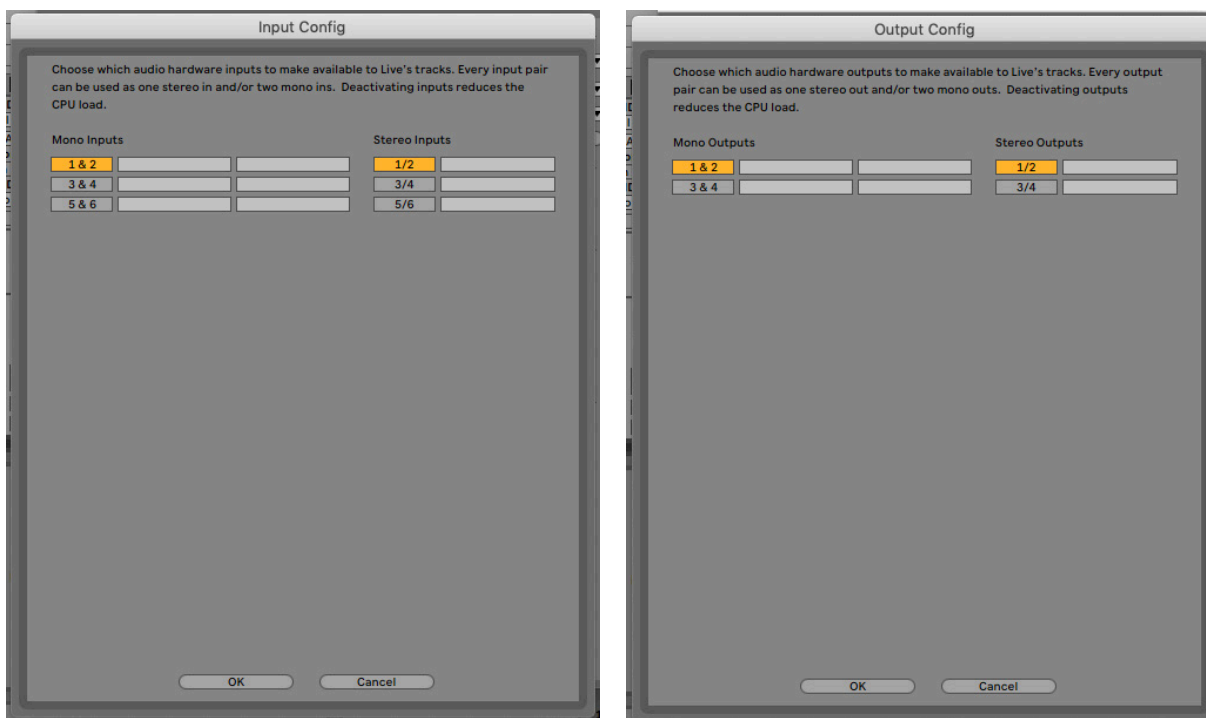 Input Config
Choose which audio hardware inputs to make available to Live's tracks. Every input pair
can be used as one stereo in and/or two mono ins.  Deactivating inputs reduces the
CPU load.
Mono Inputs
Stereo Inputs
1 & 2
1/2
3 & 4
3/4
5 & 6
5/6
OK
Cancel
Output Config
Choose which audio hardware outputs to make available to Live's tracks. Every output
pair can be used as one stereo out and/or two mono outs.  Deactivating outputs
reduces the CPU load.
Mono Outputs
Stereo Outputs
1 & 2
1/2
3 & 4
3/4
OK
Cancel